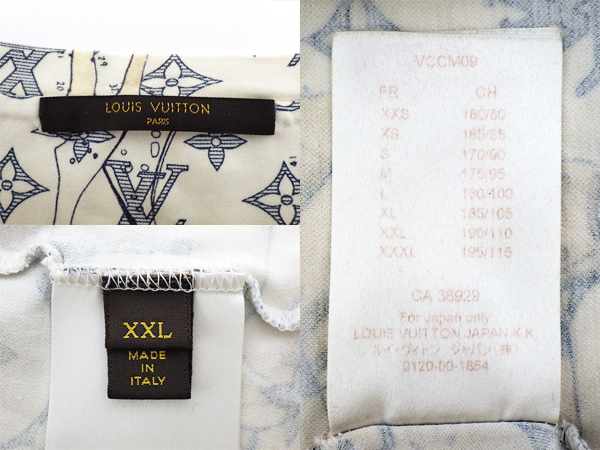 LOUIS VUITTON
PARIS
XXL
MADE
IN
ITALY
VCCM09
FR CH
XXS 160/80
XS 165/85
S 170/90
M 175/95
L 180/100
XL 185/105
XXL 190/110
XXXL 195/115
CA 36929
For Japan only
LOUIS VUITTON JAPAN K.K.
ルイ・ヴィトン ジャパン・㈱
0120-00-1854